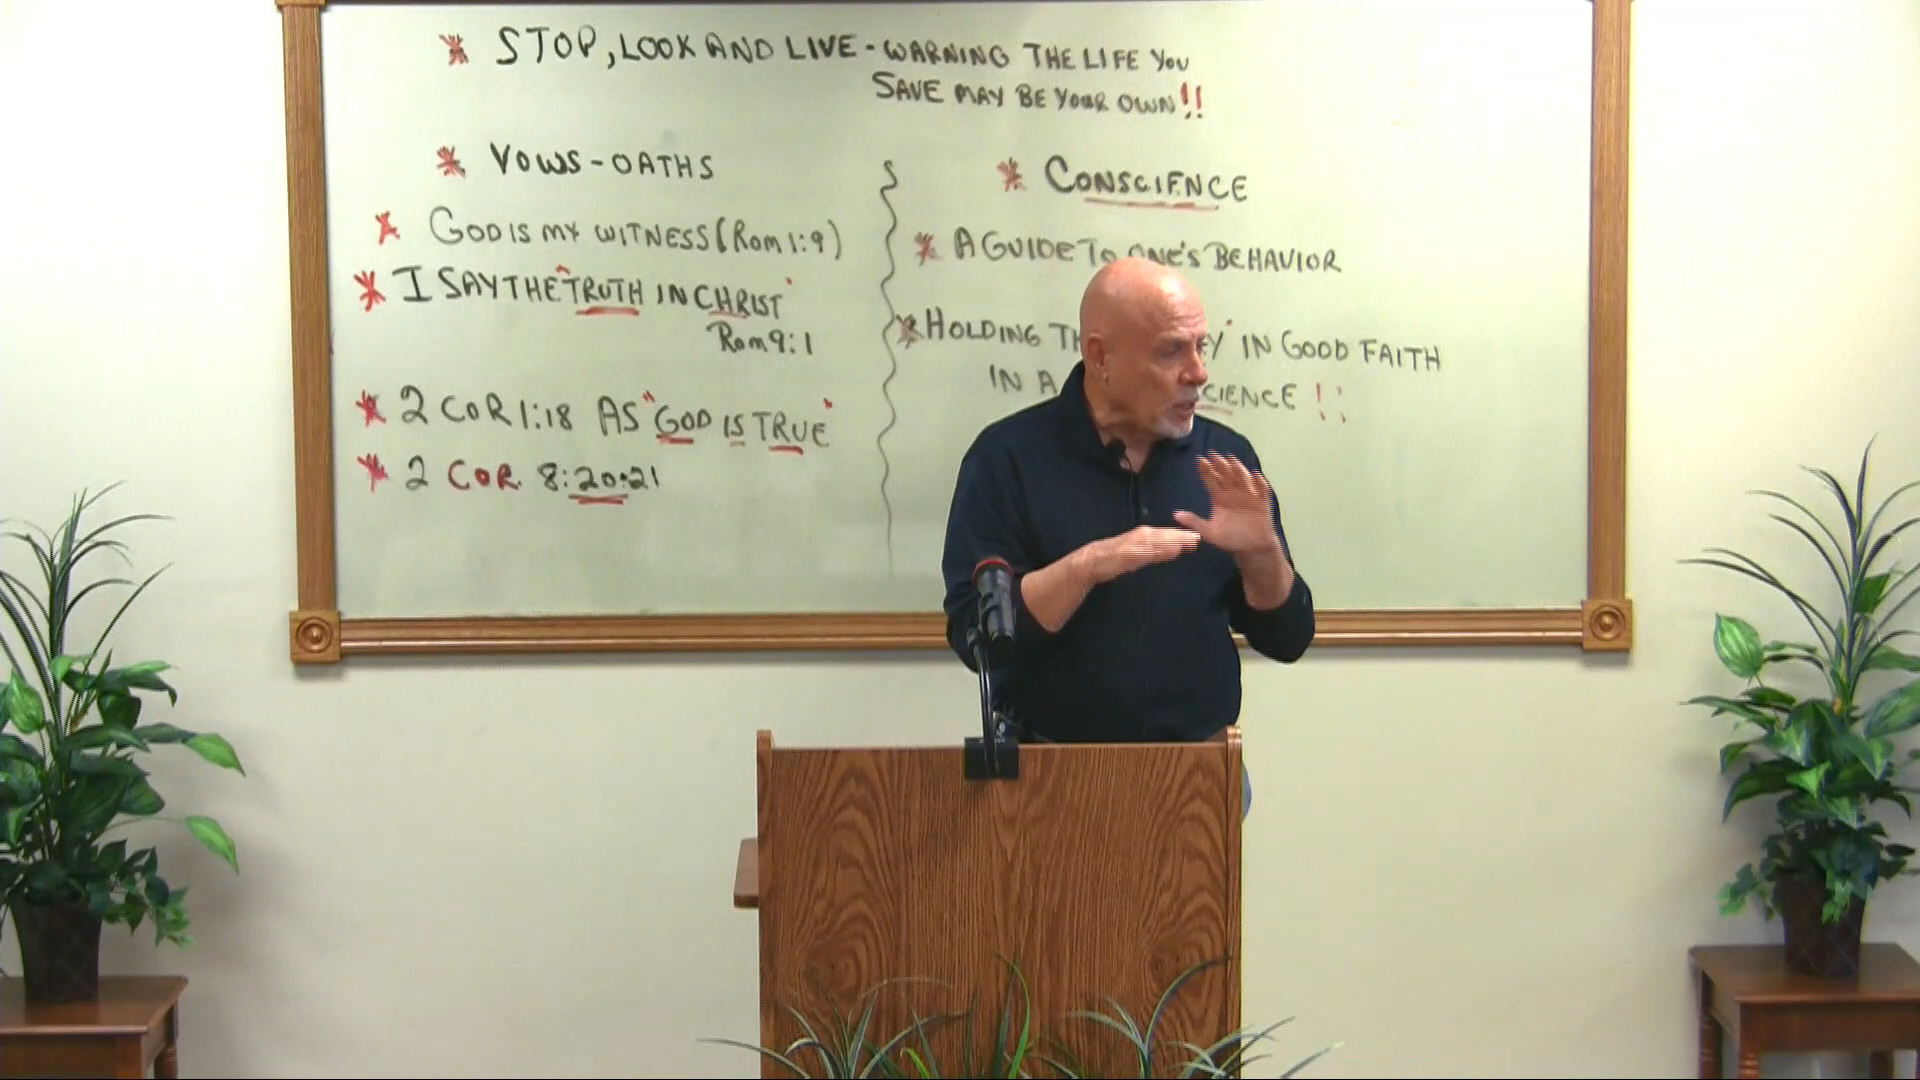 STOP, LOOK AND LIVE - WARNING THE LIFE YOU
SAVE MAY BE YOUR OWN!!
VOWS - OATHS
GOD IS MY WITNESS (Rom 1:9)
I SAY THE "TRUTH IN CHRIST"
Rom 9:1
2 COR 1:18 AS "GOD IS TRUE"
2 COR. 8:20-21
CONSCIENCE
A GUIDE TO ONE'S BEHAVIOR
HOLDING IN GOOD FAITH
IN A !!